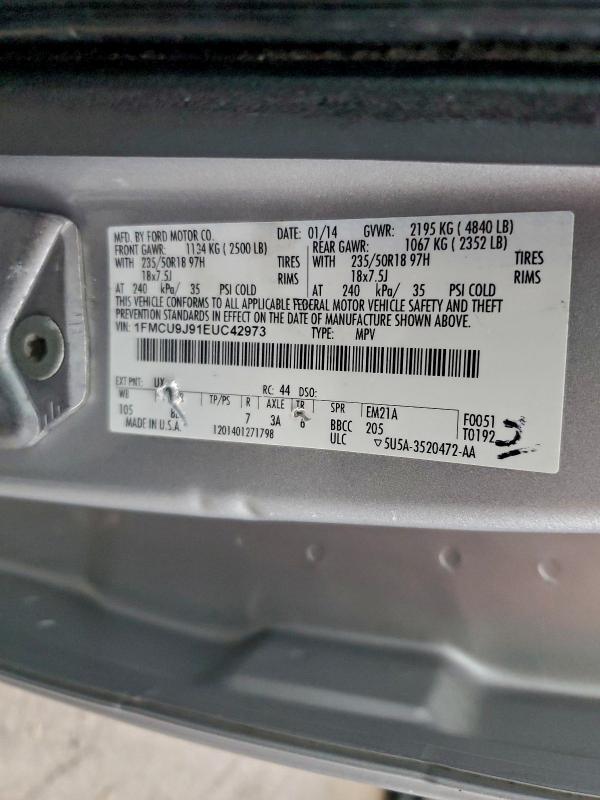 MFD. BY FORD MOTOR CO. DATE: 01/14 GVWR: 2195 KG ( 4840 LB)
FRONT GAWR: 1134 KG ( 2500 LB) REAR GAWR: 1067 KG ( 2352 LB)
WITH 235/50R18 97H TIRES WITH 235/50R18 97H TIRES
18x7.5J RIMS 18x7.5J RIMS
AT 240 kPa/ 35 PSI COLD AT 240 kPa/ 35 PSI COLD
THIS VEHICLE CONFORMS TO ALL APPLICABLE FEDERAL MOTOR VEHICLE SAFETY AND THEFT
PREVENTION STANDARDS IN EFFECT ON THE DATE OF MANUFACTURE SHOWN ABOVE.
VIN: 1FMCU9J91EUC42973 TYPE: MPV
EXT PNT: UX RC: 44 DSO:
WB TP/PS R AXLE TR SPR EM21A F0051
105 7 3A 6 BBCC 205 T0192
MADE IN U.S.A. 1201401271798 ULC 5U5A-3520472-AA